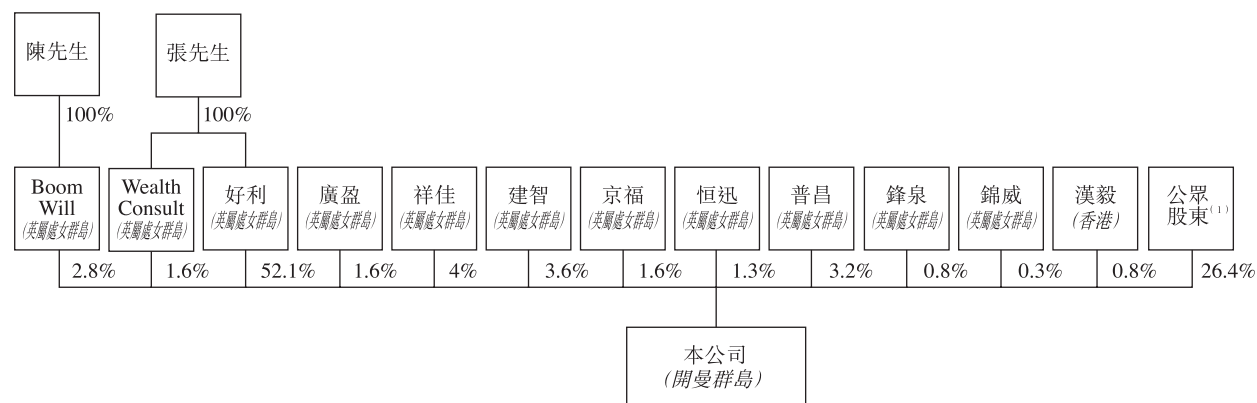 陳先生
張先生
100%
100%
Boom
Will
(英屬處女群島)
Wealth
Consult
(英屬處女群島)
好利
(英屬處女群島)
廣盈
(英屬處女群島)
祥佳
(英屬處女群島)
建智
(英屬處女群島)
京福
(英屬處女群島)
恒迅
(英屬處女群島)
普昌
(英屬處女群島)
鋒泉
(英屬處女群島)
錦威
(英屬處女群島)
漢毅
(香港)
公眾
股東(1)
2.8%
1.6%
52.1%
1.6%
4%
3.6%
1.6%
1.3%
3.2%
0.8%
0.3%
0.8%
26.4%
本公司
(開曼群島)